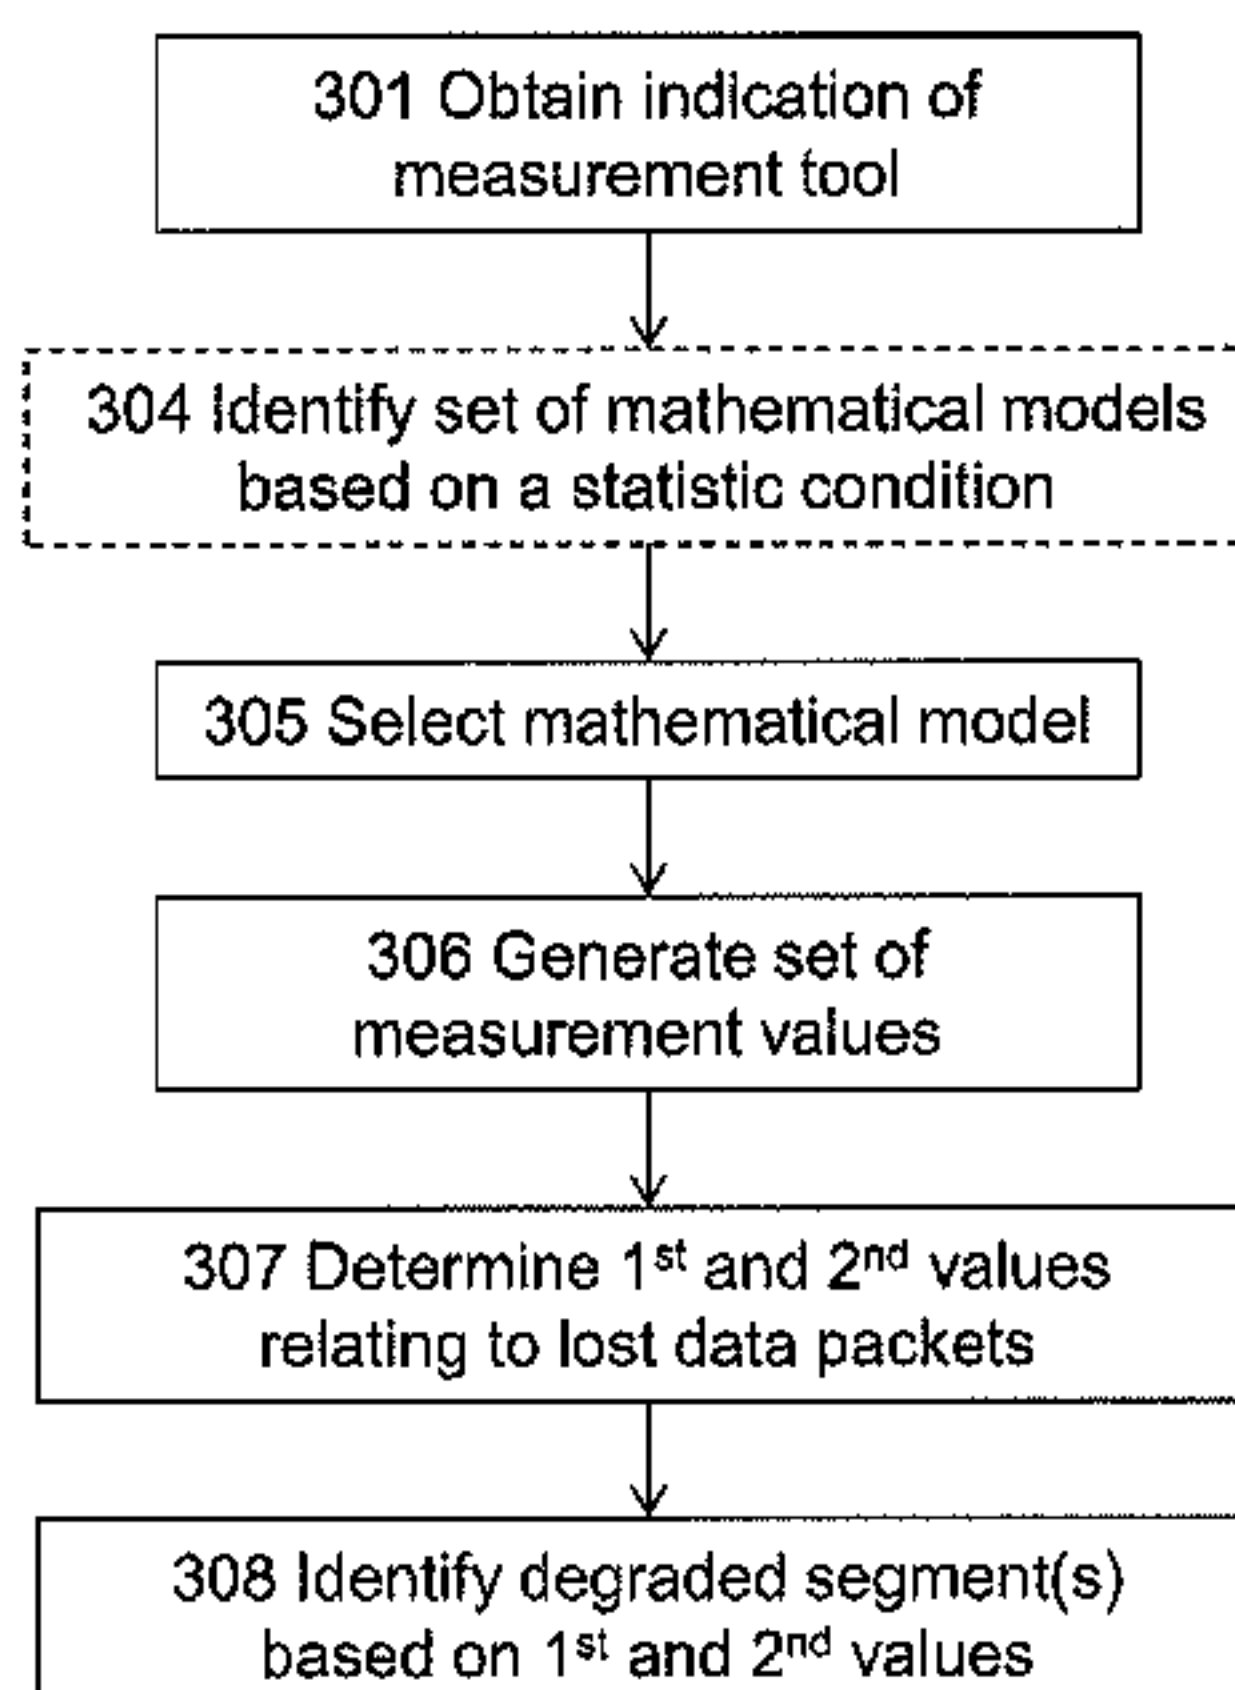 301 Obtain indication of
measurement tool
304 Identify set of mathematical models
based on a statistic condition
305 Select mathematical model
306 Generate set of
measurement values
307 Determine 1st and 2nd values
relating to lost data packets
308 Identify degraded segment(s)
based on 1st and 2nd values